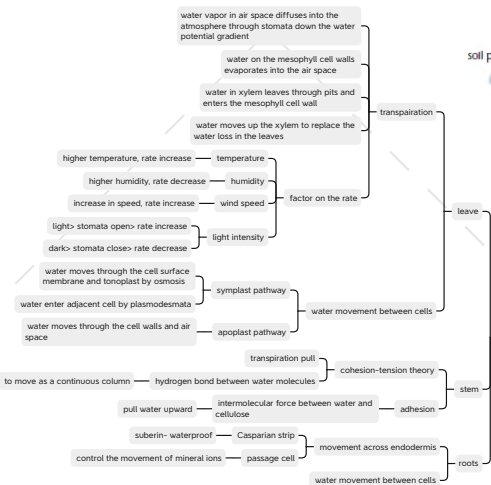 water vapor in air space diffuses into the
atmosphere through stomata down the water
potential gradient
water on the mesophyll cell walls
evaporates into the air space
water in xylem leaves through pits and
enters the mesophyll cell wall
water moves up the xylem to replace the
water loss in the leaves
transpairation
higher temperature, rate increase
temperature
higher humidity, rate decrease
humidity
increase in speed, rate increase
wind speed
light> stomata open> rate increase
dark> stomata close> rate decrease
light intensity
factor on the rate
leave
water moves through the cell surface
membrane and tonoplast by osmosis
water enter adjacent cell by plasmodesmata
symplast pathway
water moves through the cell walls and air
space
apoplast pathway
water movement between cells
transpiration pull
to move as a continuous column
hydrogen bond between water molecules
cohesion-tension theory
pull water upward
intermolecular force between water and
cellulose
adhesion
stem
suberin- waterproof
Casparian strip
control the movement of mineral ions
passage cell
movement across endodermis
water movement between cells
roots
soil